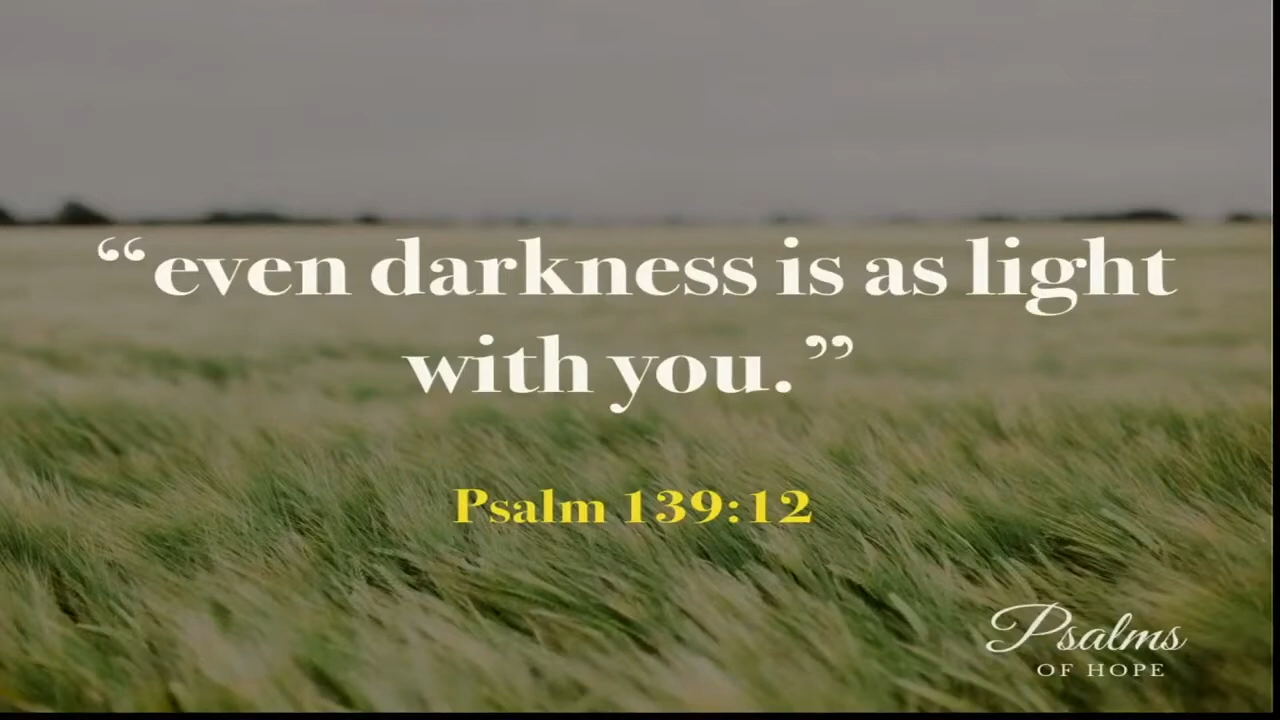 “even darkness is as light
with you.”
Psalm 139:12
Psalms
OF HOPE